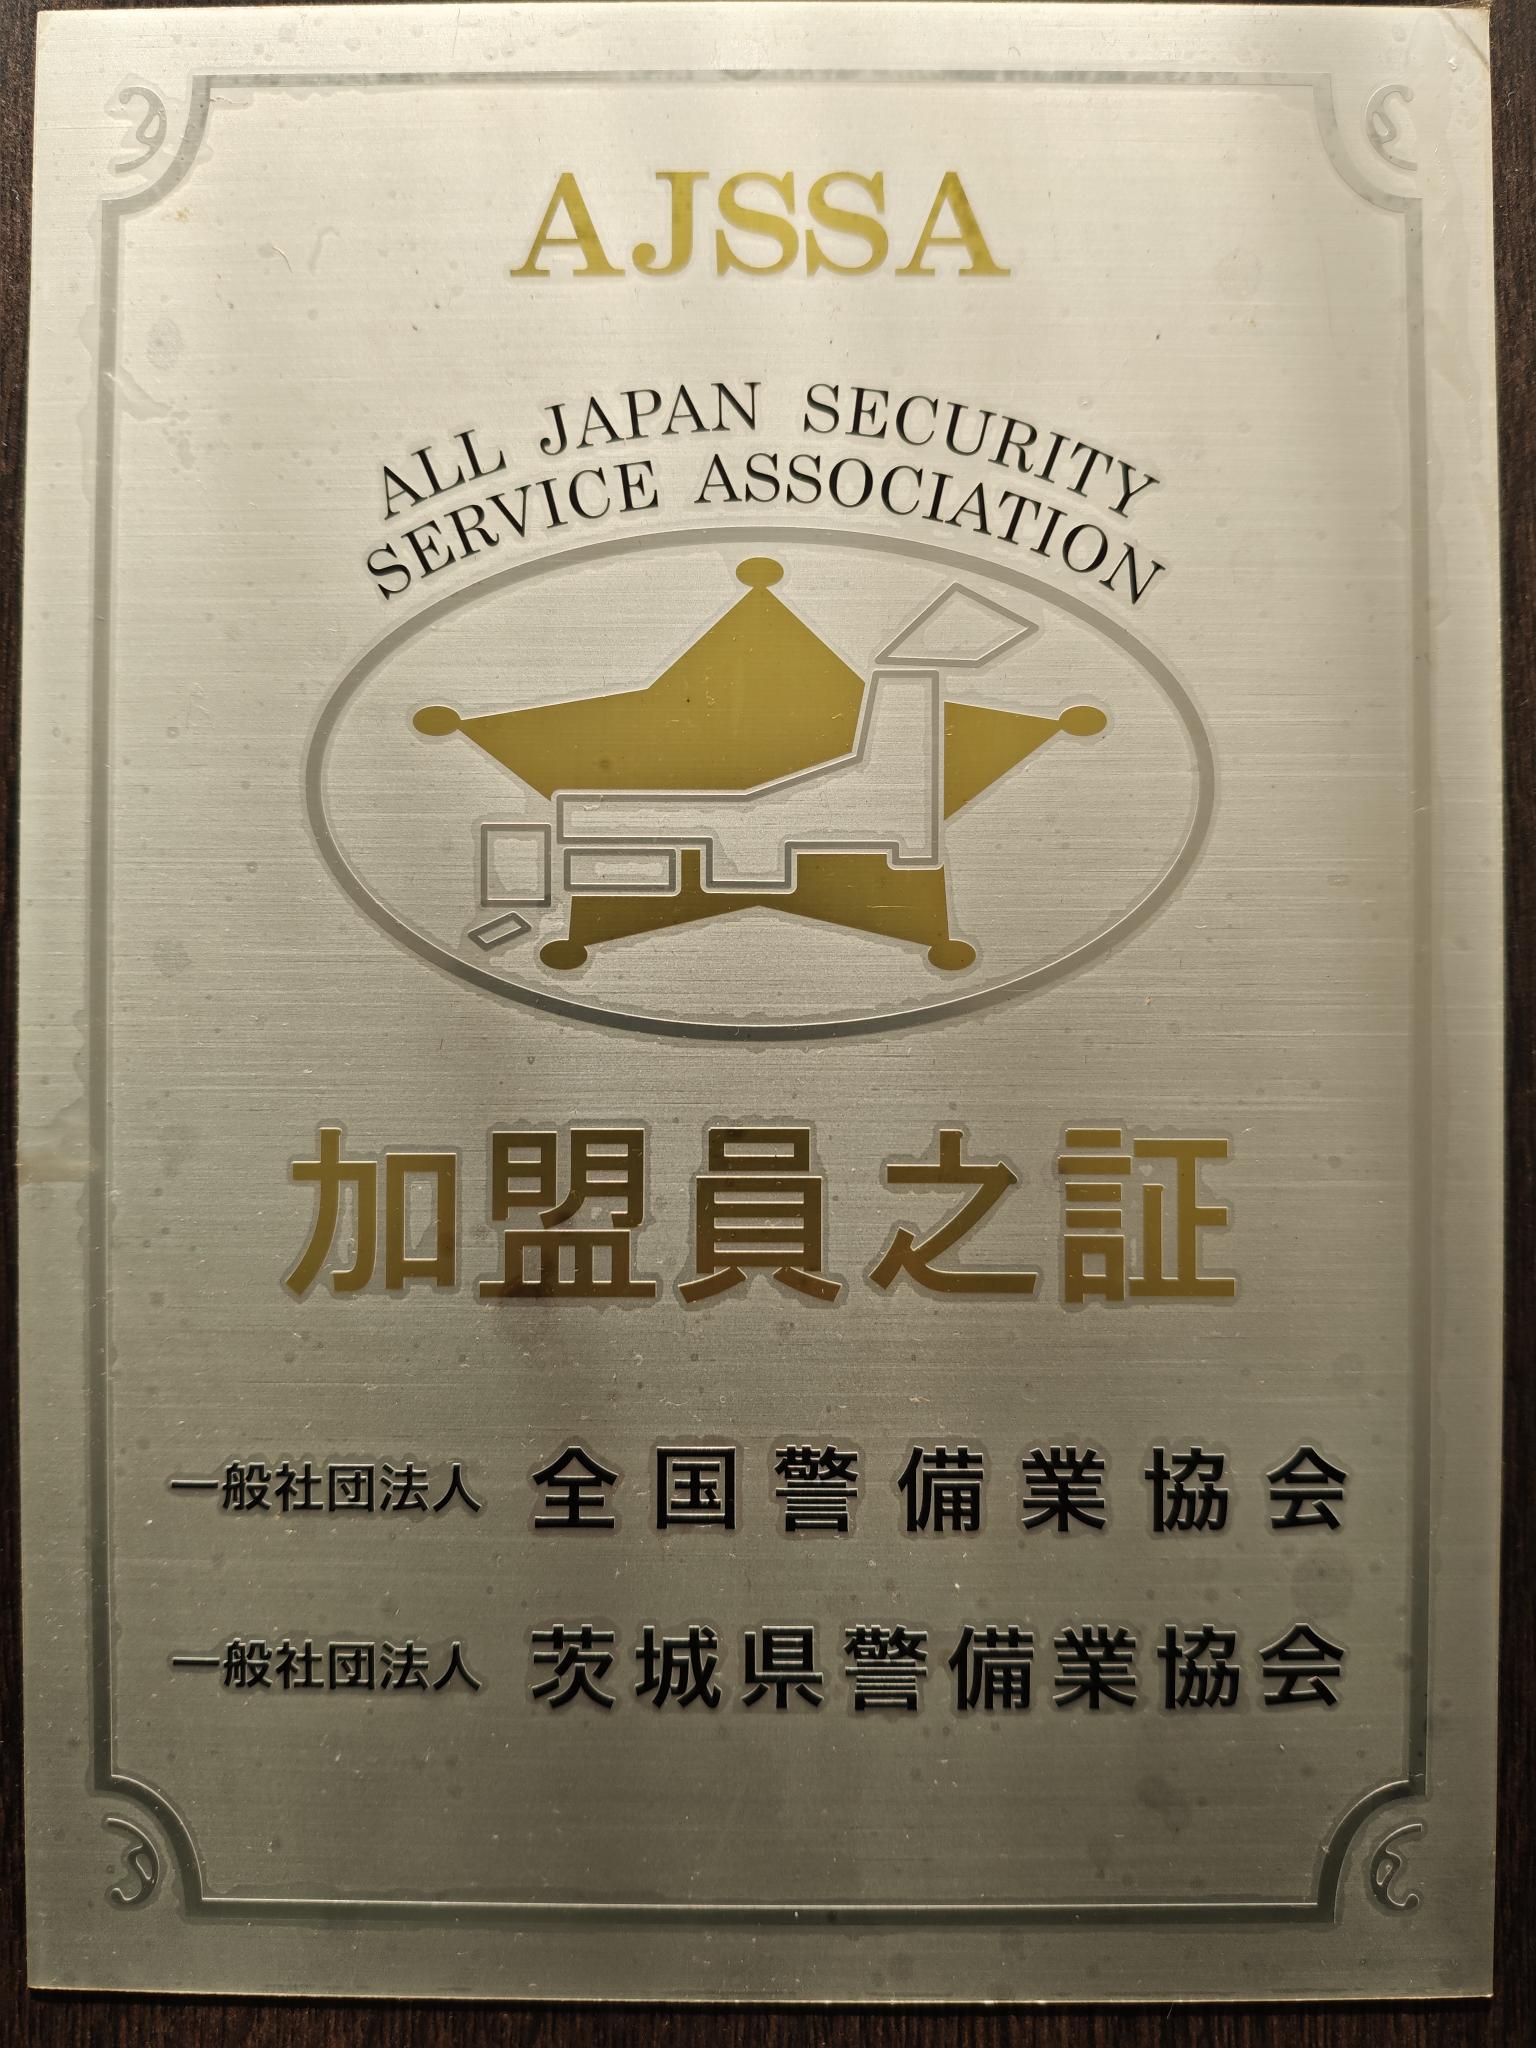 AJSSA
ALL JAPAN SECURITY
SERVICE ASSOCIATION
加盟員之証
一般社団法人 全国警備業協会
一般社団法人 茨城県警備業協会